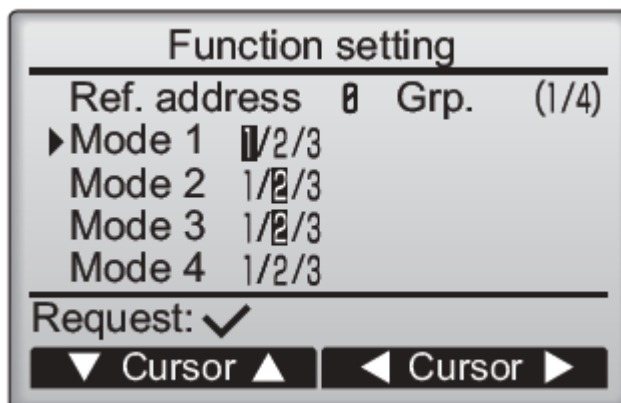 Function setting
Ref. address 0 Grp. (1/4)
Mode 1 1/2/3
Mode 2 1/2/3
Mode 3 1/2/3
Mode 4 1/2/3
Request: ✓
▼ Cursor ▲ ◀ Cursor ▶